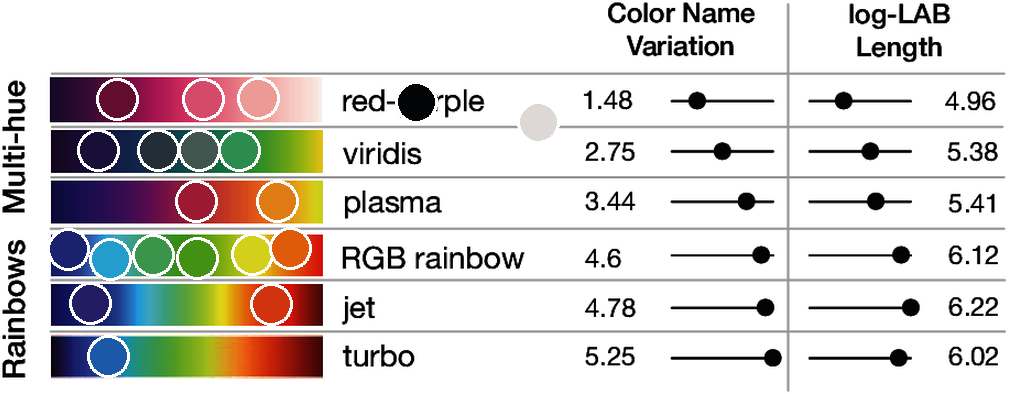 Color Name Variation
log-LAB Length
Multi-hue
1.48 4.96
viridis 2.75 5.38
plasma 3.44 5.41
Rainbows
RGB rainbow 4.6 6.12
jet 4.78 6.22
turbo 5.25 6.02